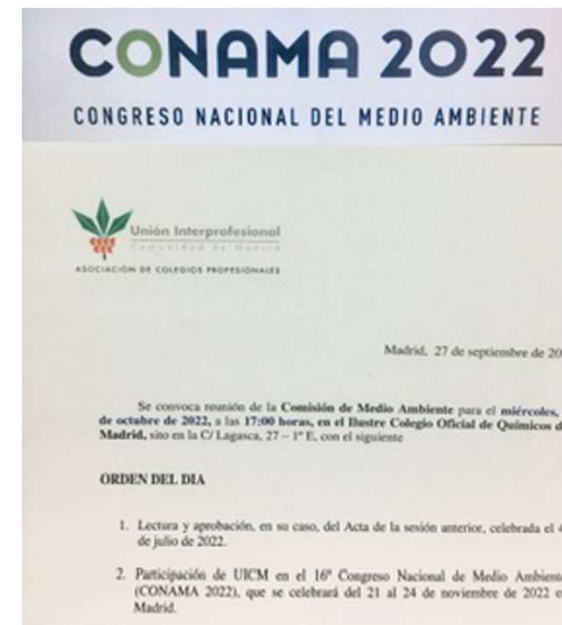 CONAMA 2022
CONGRESO NACIONAL DEL MEDIO AMBIENTE
Unión Interprofesional
Comunidad de Madrid
ASOCIACIÓN DE COLEGIOS PROFESIONALES
Madrid, 27 de septiembre de 20
Se convoca reunión de la Comisión de Medio Ambiente para el miércoles,
de octubre de 2022, a las 17:00 horas, en el Ilustre Colegio Oficial de Químicos d
Madrid, sito en la C/ Lagasca, 27 – 1º E, con el siguiente
ORDEN DEL DIA
1. Lectura y aprobación, en su caso, del Acta de la sesión anterior, celebrada el 4
de julio de 2022.
2. Participación de UICM en el 16º Congreso Nacional de Medio Ambiente
(CONAMA 2022), que se celebrará del 21 al 24 de noviembre de 2022 e
Madrid.